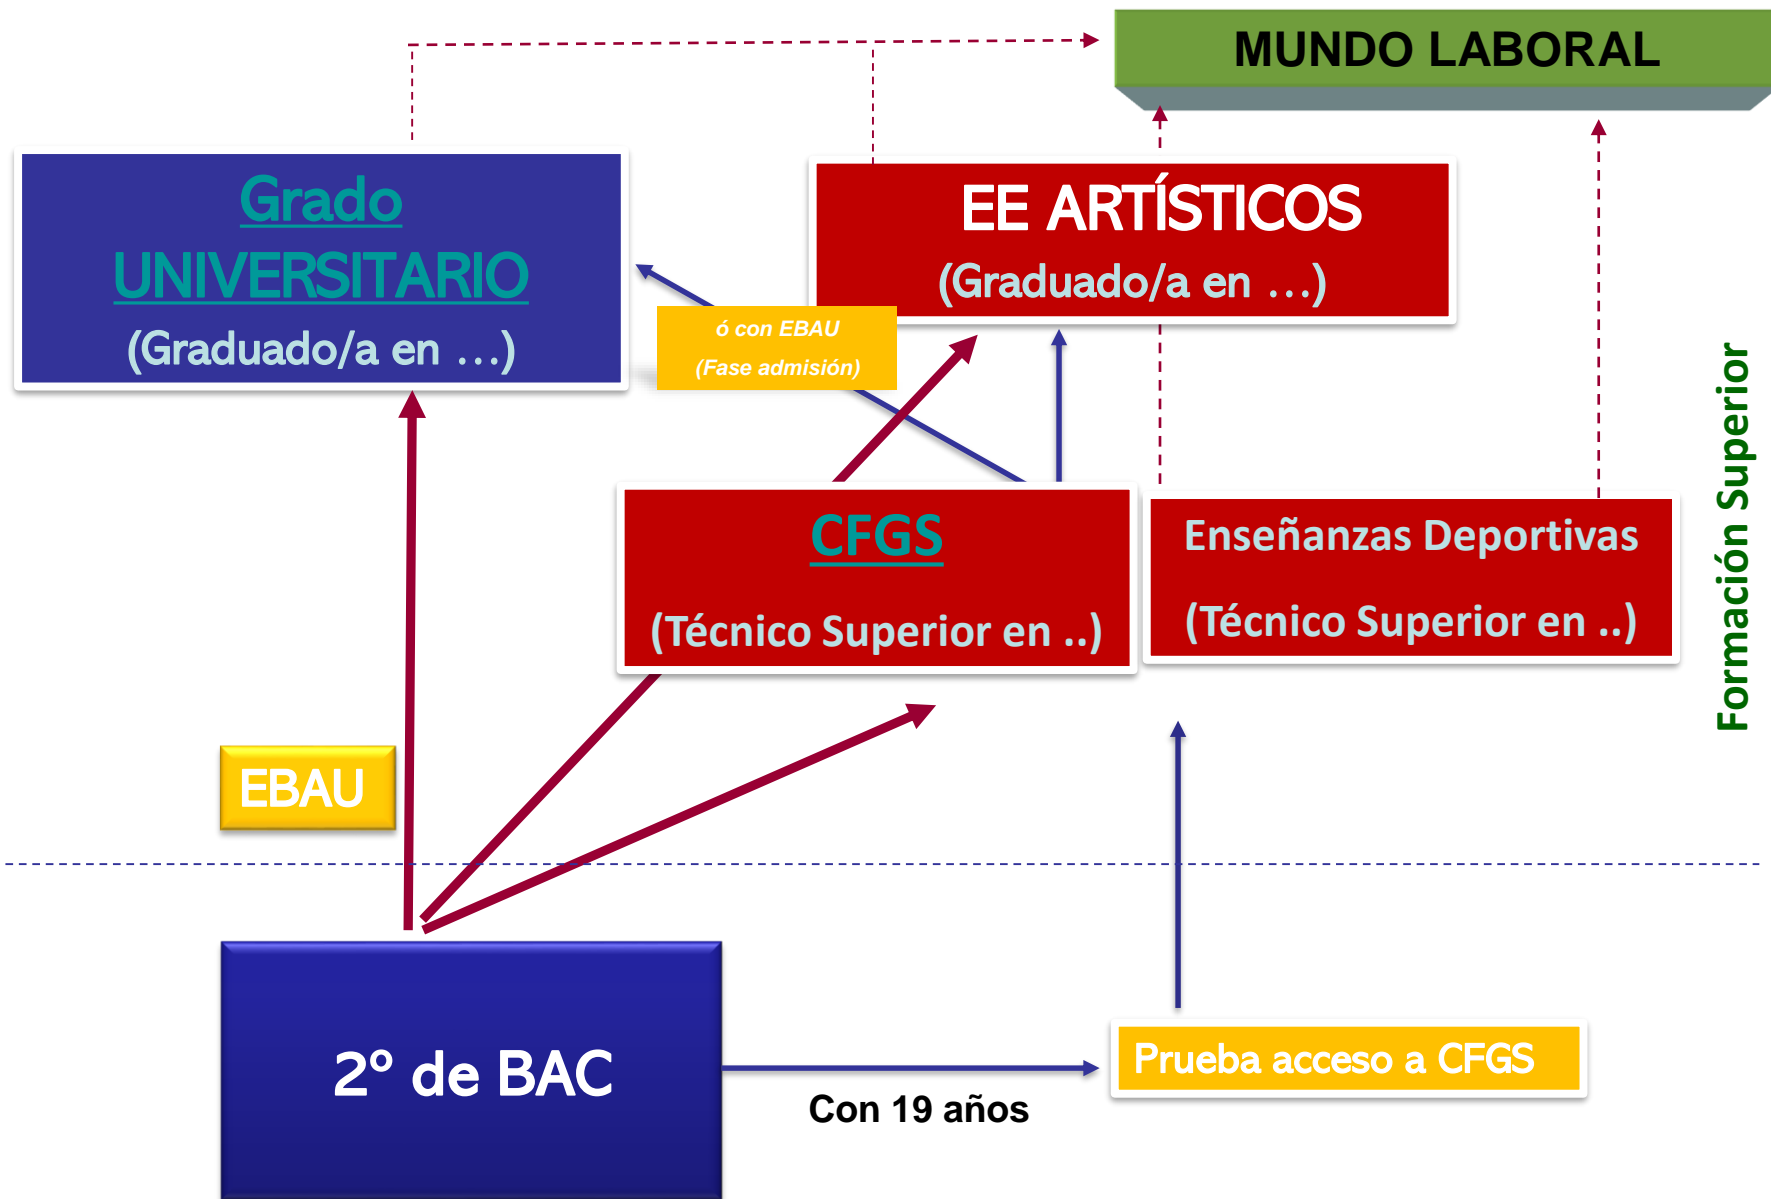 MUNDO LABORAL
Grado
UNIVERSITARIO
(Graduado/a en ...)
EE ARTÍSTICOS
(Graduado/a en ...)
ó con EBAU
(Fase admisión)
CFGS
(Técnico Superior en ..)
Enseñanzas Deportivas
(Técnico Superior en ..)
Formación Superior
EBAU
2º de BAC
Con 19 años
Prueba acceso a CFGS